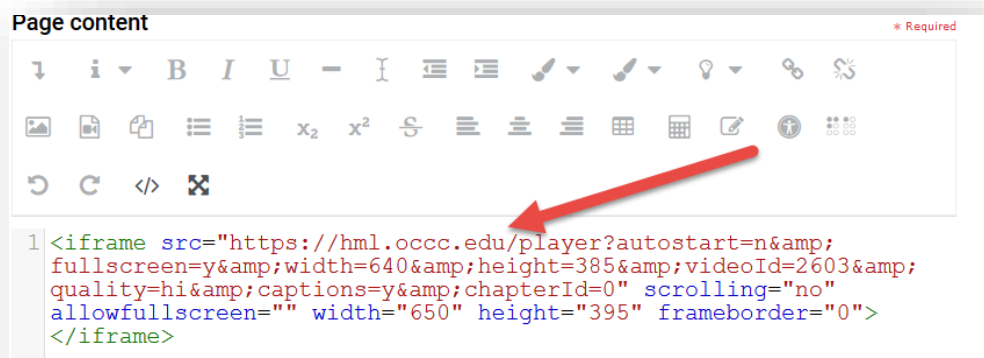 Page content
* Required
B I U
x₂ x² S
</>
1 <iframe src="https://hml.occc.edu/player?autostart=n&amp;
fullscreen=y&amp;width=640&amp;height=385&amp;videoId=2603&amp;
quality=hi&amp;captions=y&amp;chapterId=0" scrolling="no"
allowfullscreen="" width="650" height="395" frameborder="0">
</iframe>